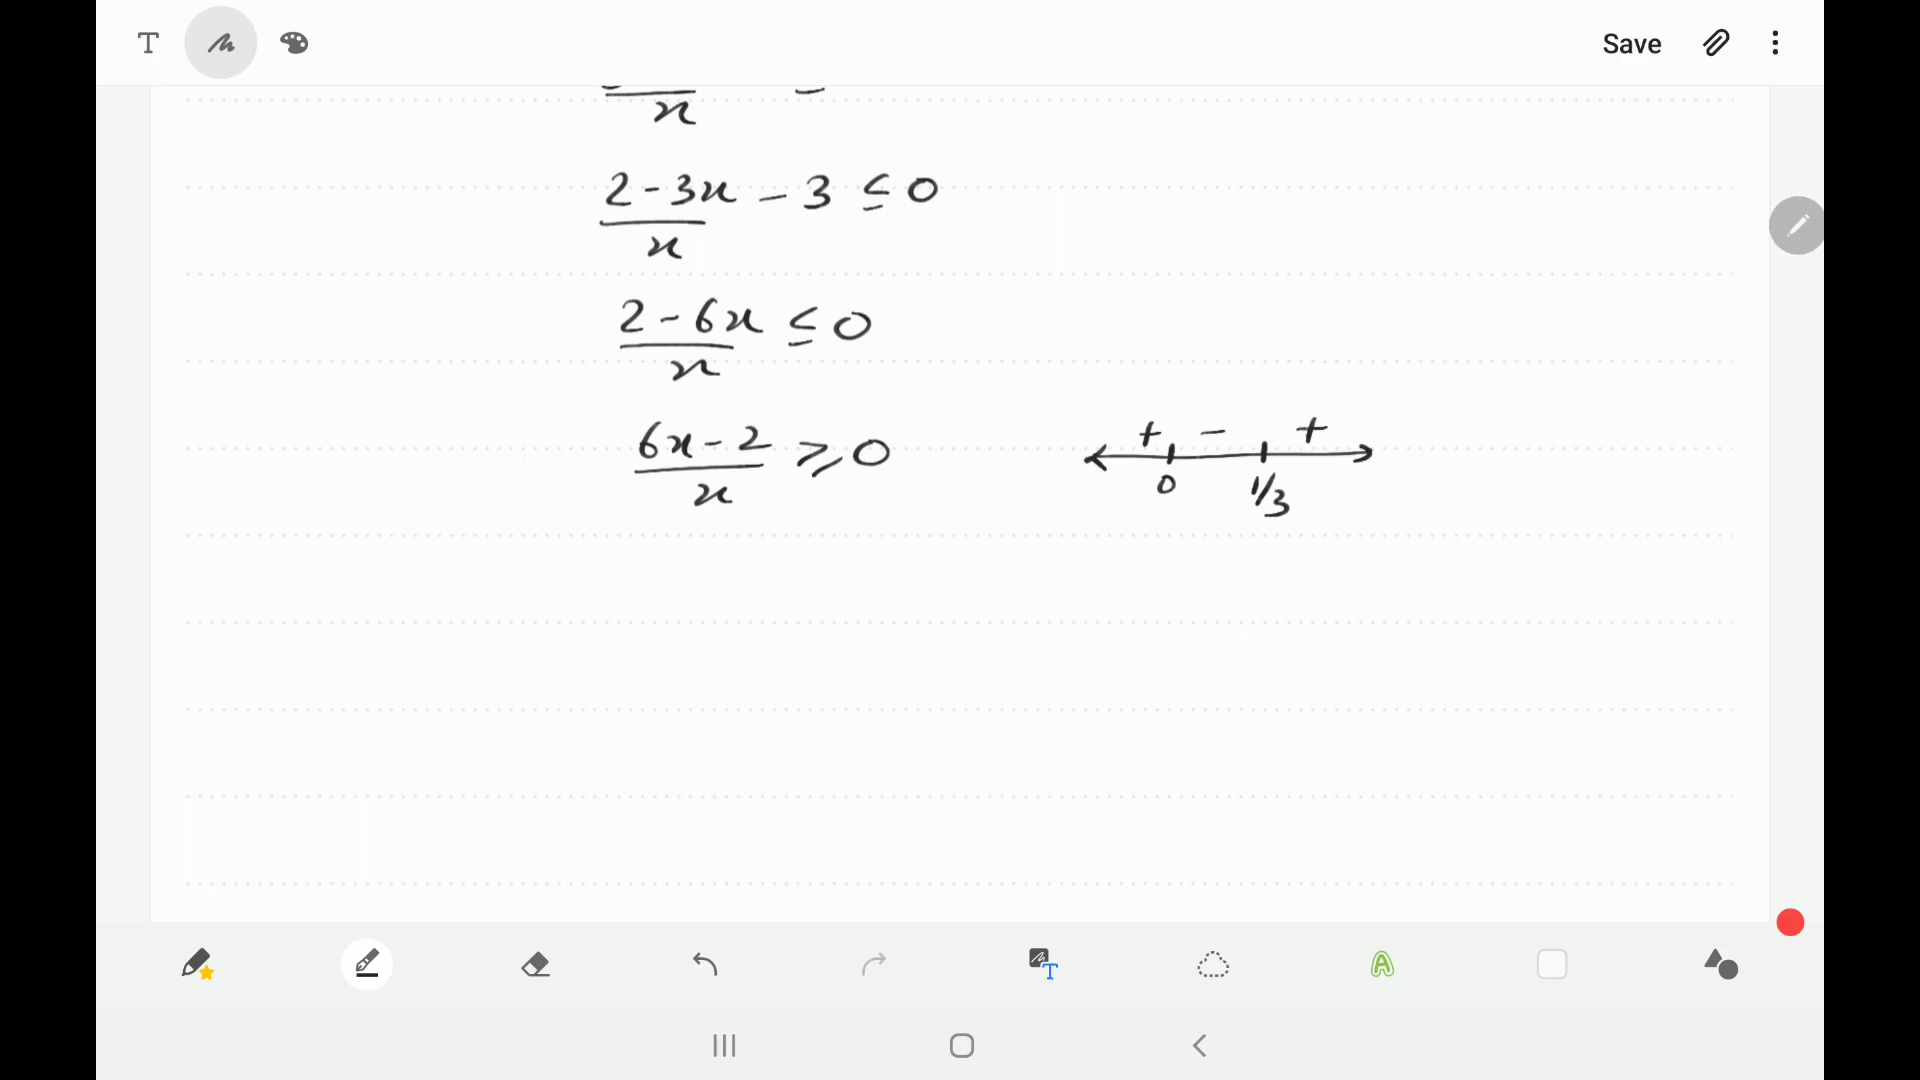 Save
x
2 - 3x - 3 ≤ 0
x
2 - 6x ≤ 0
x
6x - 2 ≥ 0
x
+ - +
0 1/3